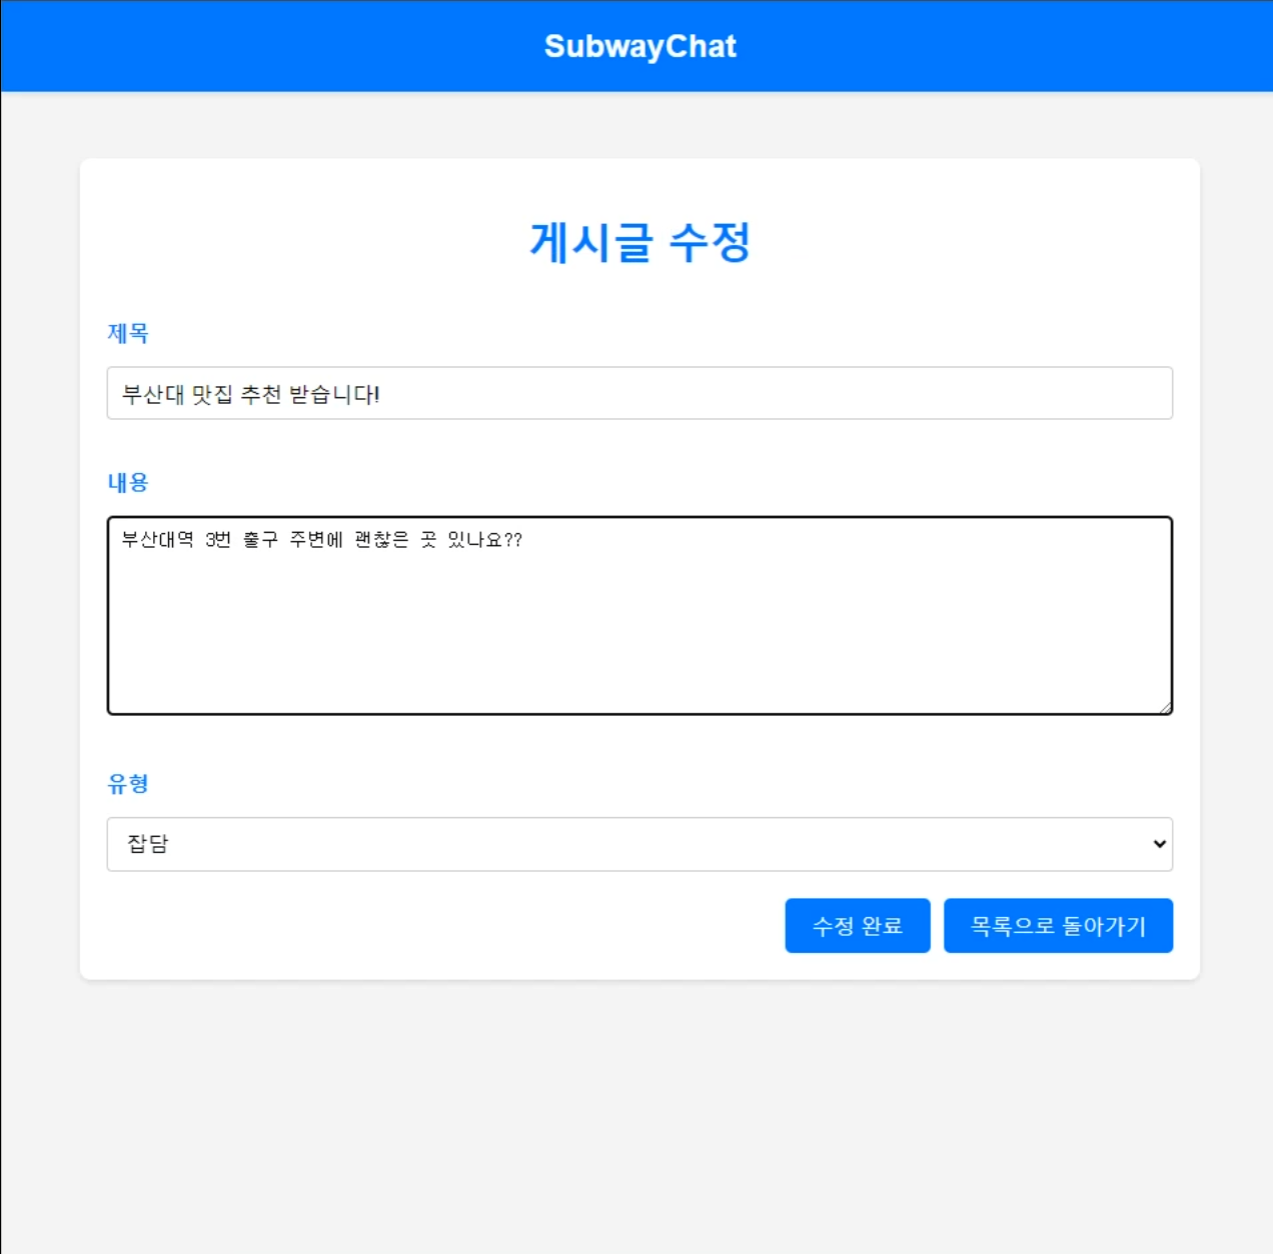 SubwayChat
게시글 수정
제목
부산대 맛집 추천 받습니다!
내용
부산대역 3번 출구 주변에 괜찮은 곳 있나요??
유형
잡담
수정 완료
목록으로 돌아가기